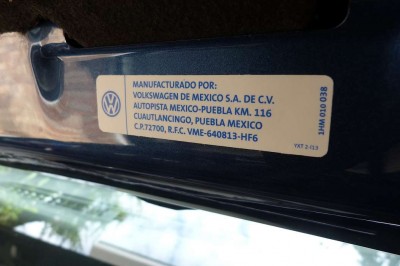 MANUFACTURADO POR:
VOLKSWAGEN DE MEXICO S.A. DE C.V.
AUTOPISTA MEXICO-PUEBLA KM. 116
CUAUTLANCINGO, PUEBLA MEXICO
C.P.72700, R.F.C. VME-640813-HF6
1HM 010 038